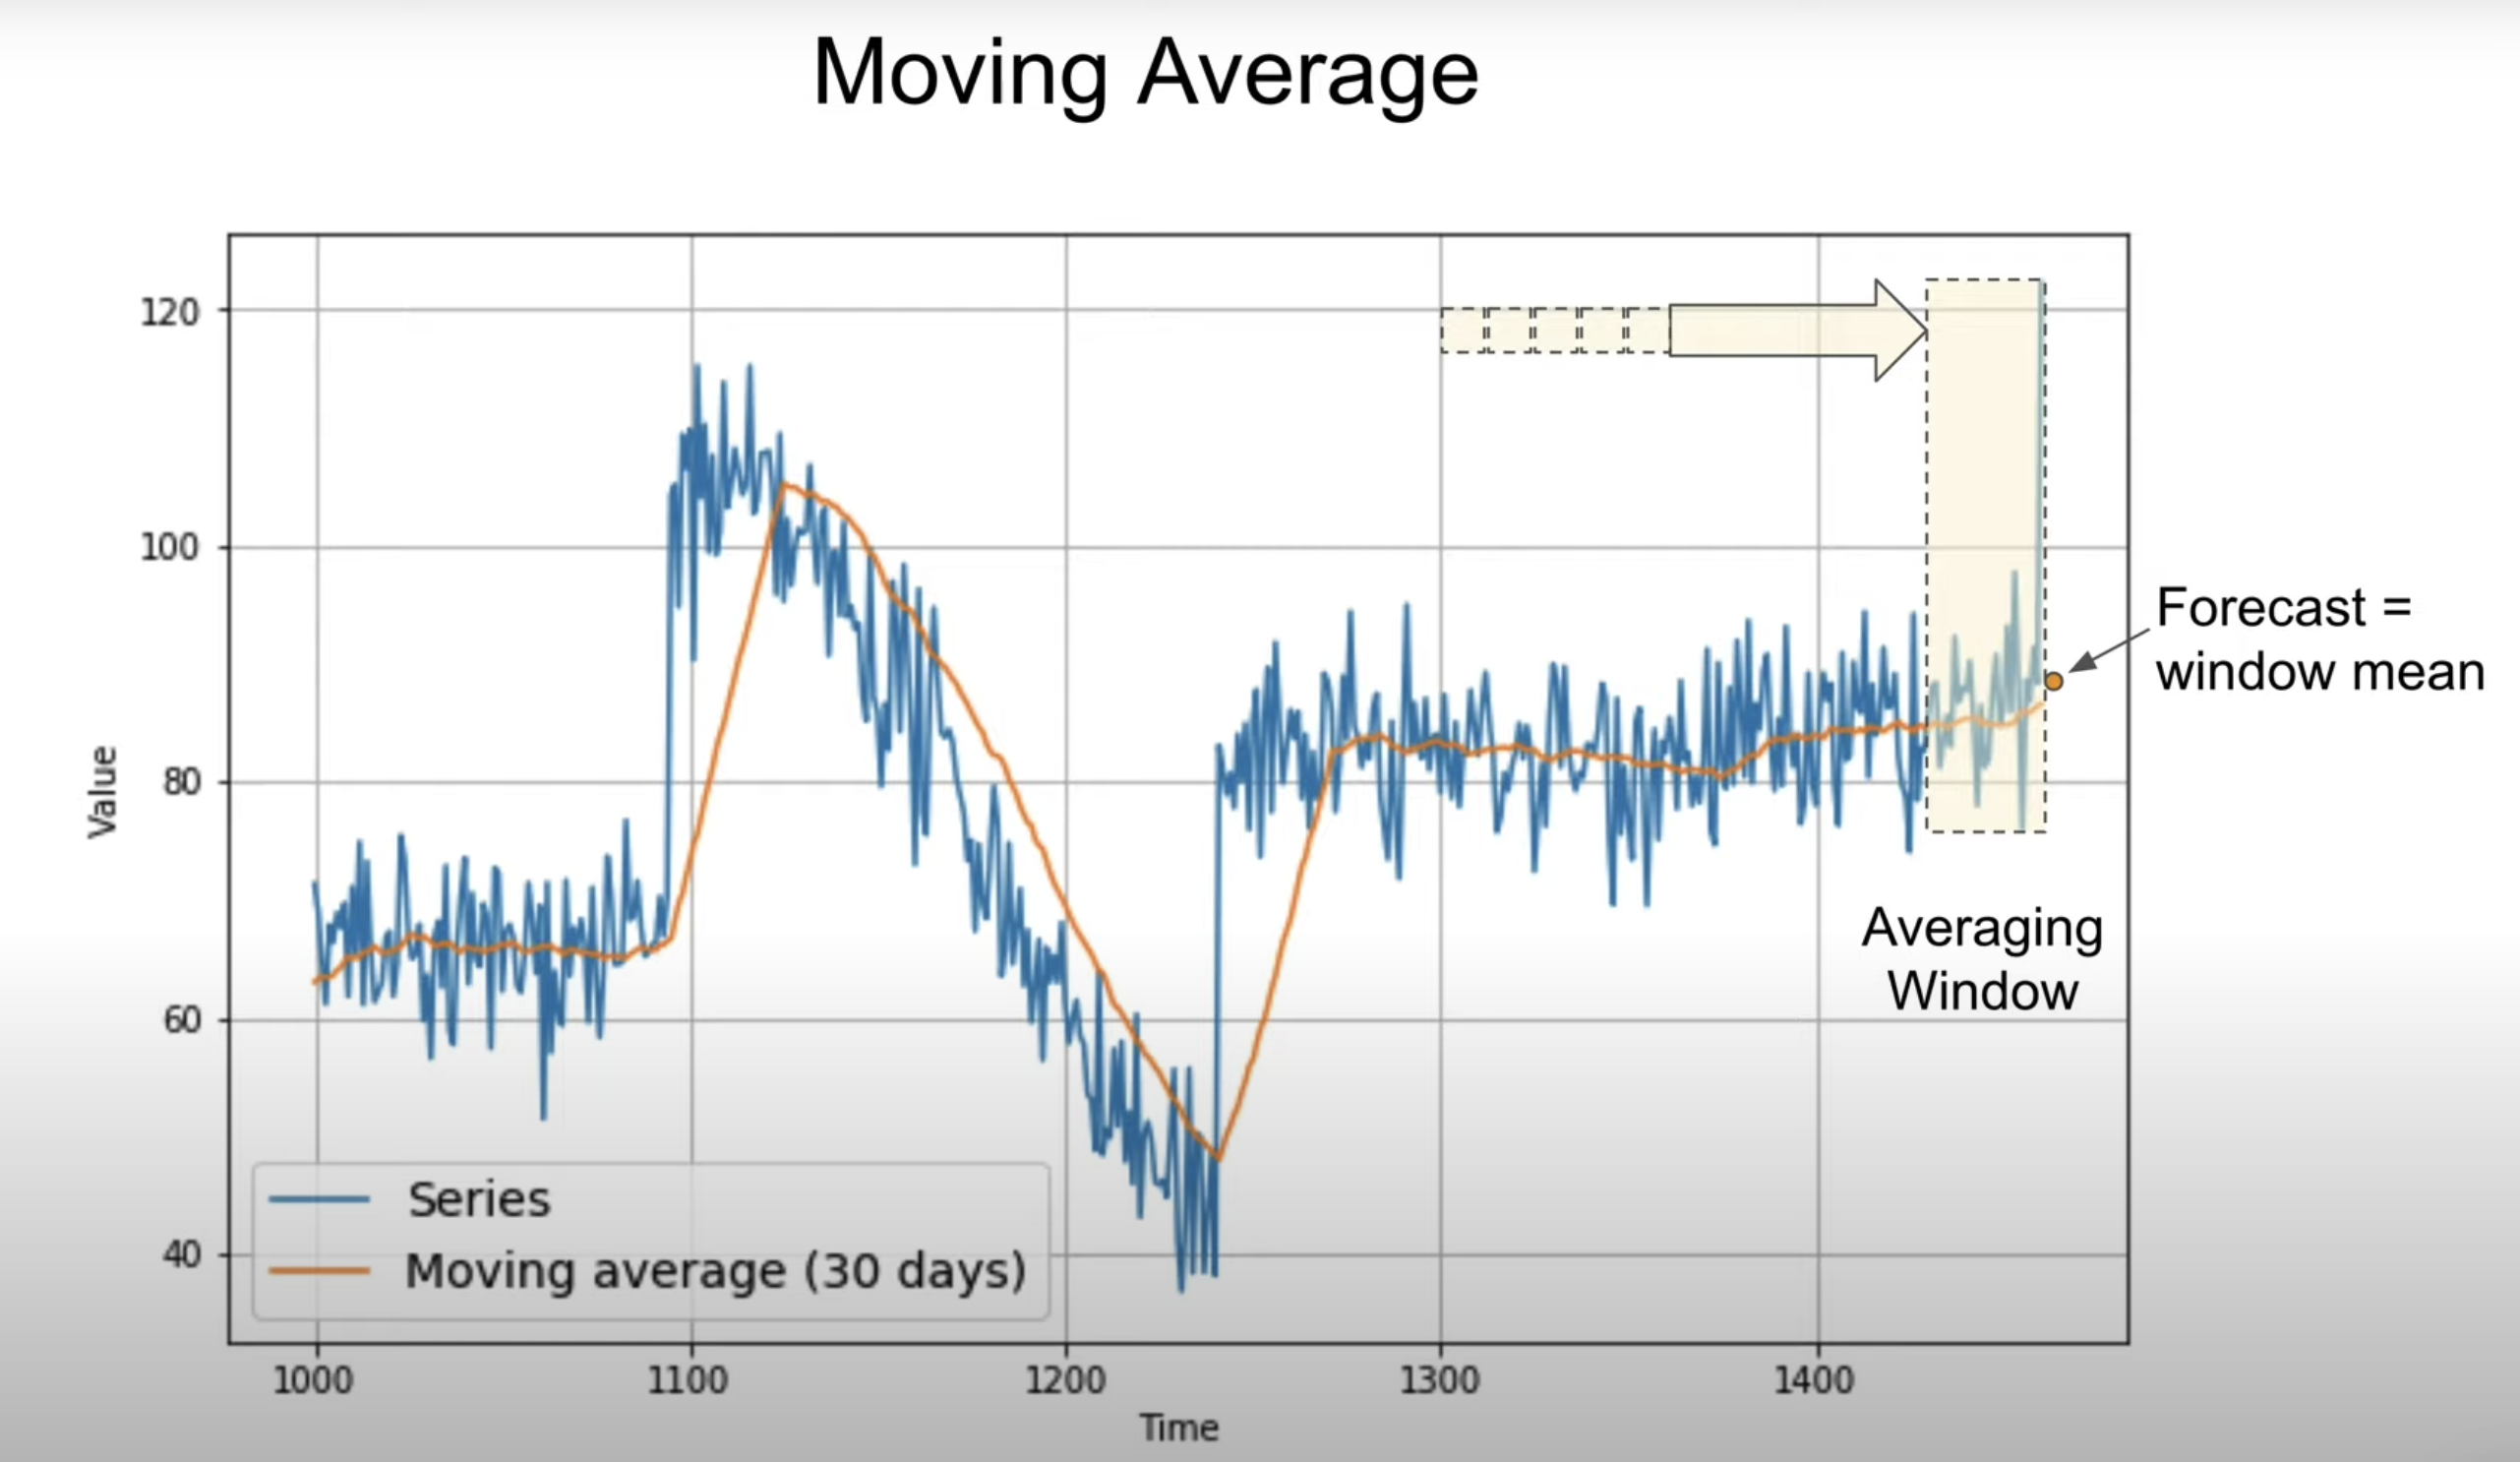 Moving Average
120
100
80
60
40
Value
Forecast =
window mean
Averaging
Window
Series
Moving average (30 days)
1000
1100
1200
1300
1400
Time